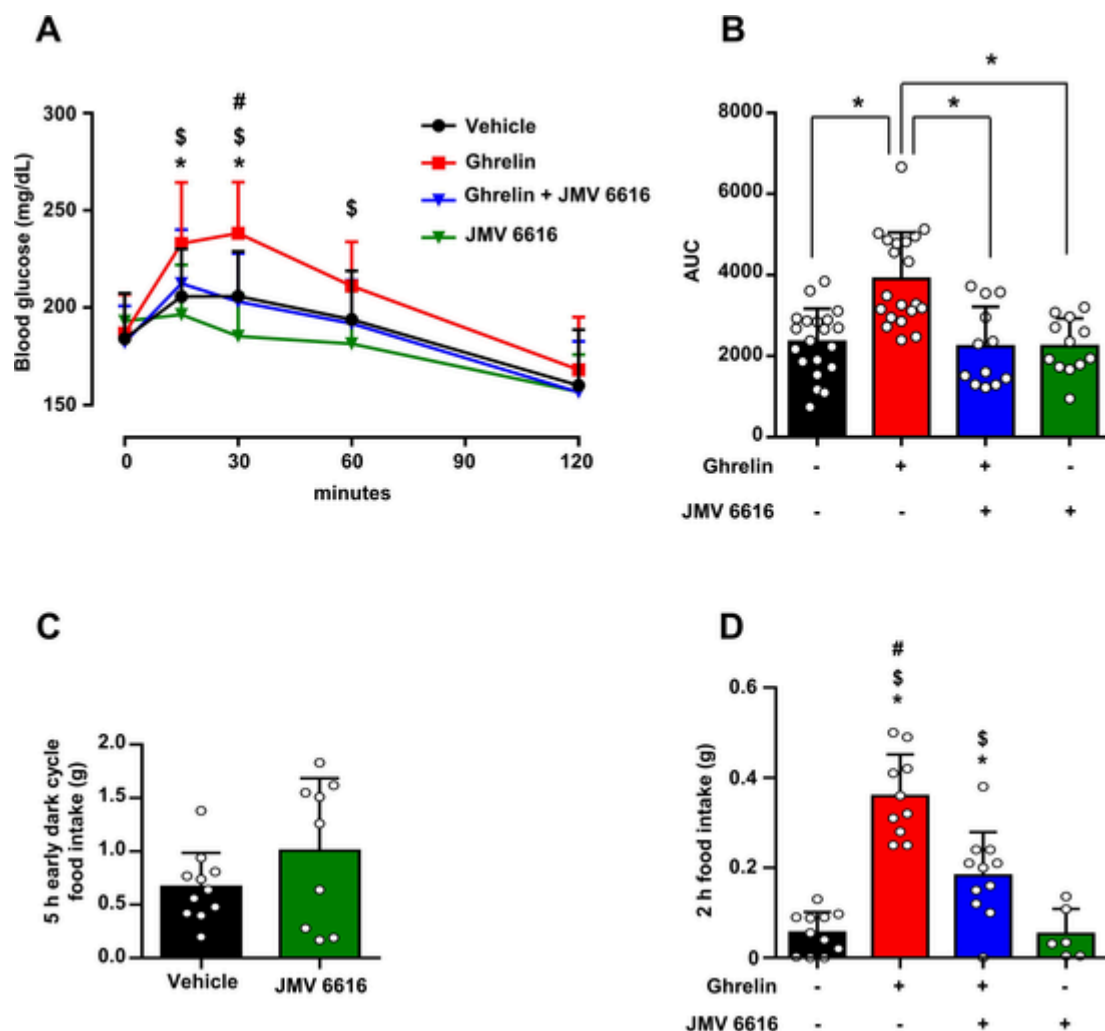 A
Blood glucose (mg/dL)
300
250
200
150
$
*
#
$
*
$
Vehicle
Ghrelin
Ghrelin + JMV 6616
JMV 6616
0 30 60 90 120
minutes
B
AUC
8000
6000
4000
2000
0
* * *
Ghrelin - + + -
JMV 6616 - - + +
C
5 h early dark cycle
food intake (g)
2.0
1.5
1.0
0.5
0.0
Vehicle JMV 6616
D
2 h food intake (g)
0.6
0.4
0.2
0
#
$
*
$
*
Ghrelin - + + -
JMV 6616 - - + +